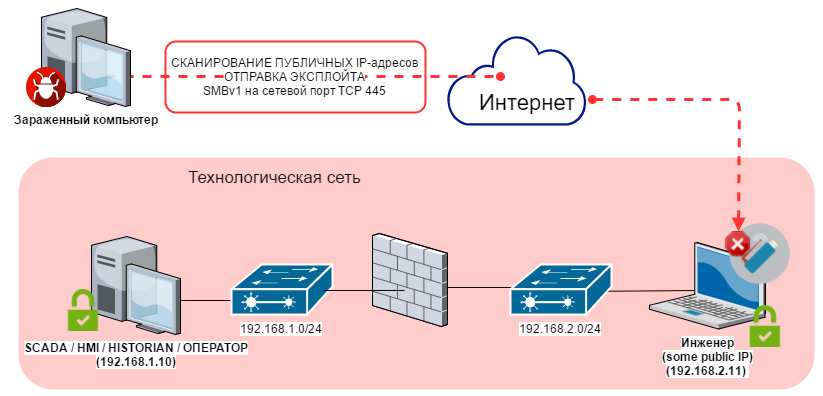 СКАНИРОВАНИЕ ПУБЛИЧНЫХ IP-адресов
ОТПРАВКА ЭКСПЛОЙТА
SMBv1 на сетевой порт TCP 445
Интернет
Зараженный компьютер
Технологическая сеть
192.168.1.0/24
192.168.2.0/24
SCADA / HMI / HISTORIAN / ОПЕРАТОР
(192.168.1.10)
Инженер
(some public IP)
(192.168.2.11)